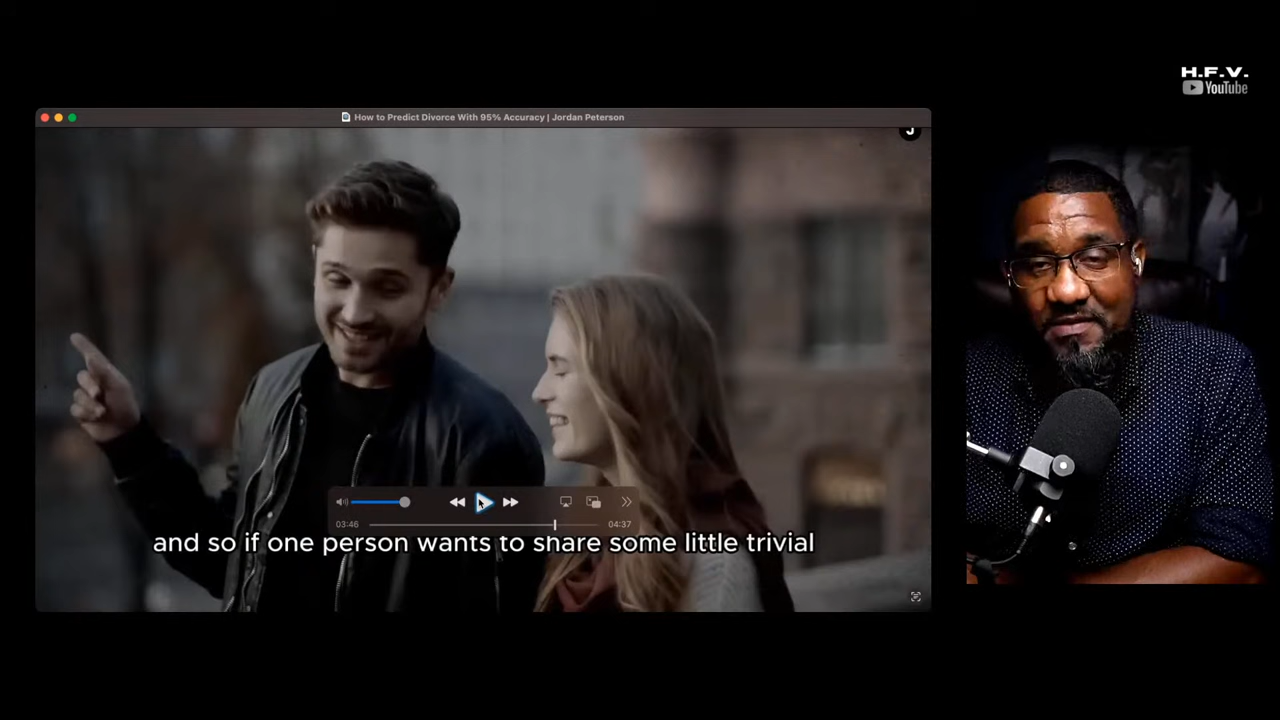 H.F.V.
YouTube
How to Predict Divorce With 95% Accuracy | Jordan Peterson
J
03:46
04:37
and so if one person wants to share some little trivial